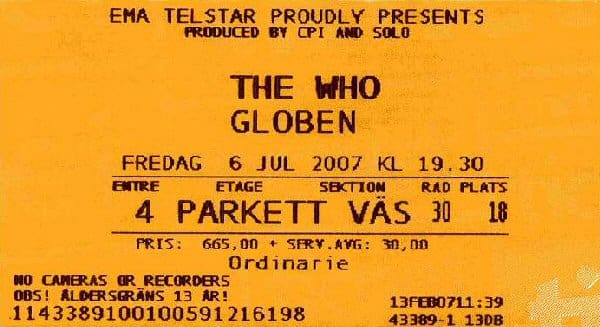 EMA TELSTAR PROUDLY PRESENTS
PRODUCED BY CPI AND SOLO
THE WHO
GLOBEN
FREDAG 6 JUL 2007 KL 19.30
ENTRE ETAGE SEKTION RAD PLATS
4 PARKETT VÄS 30 18
PRIS: 665,00 + SERV.AVG: 30,00
Ordinarie
NO CAMERAS OR RECORDERS
OBS! ÅLDERSGRÄNS 13 ÅR!
13FEB0711:39
1143389100100591216198
43389-1 13DB